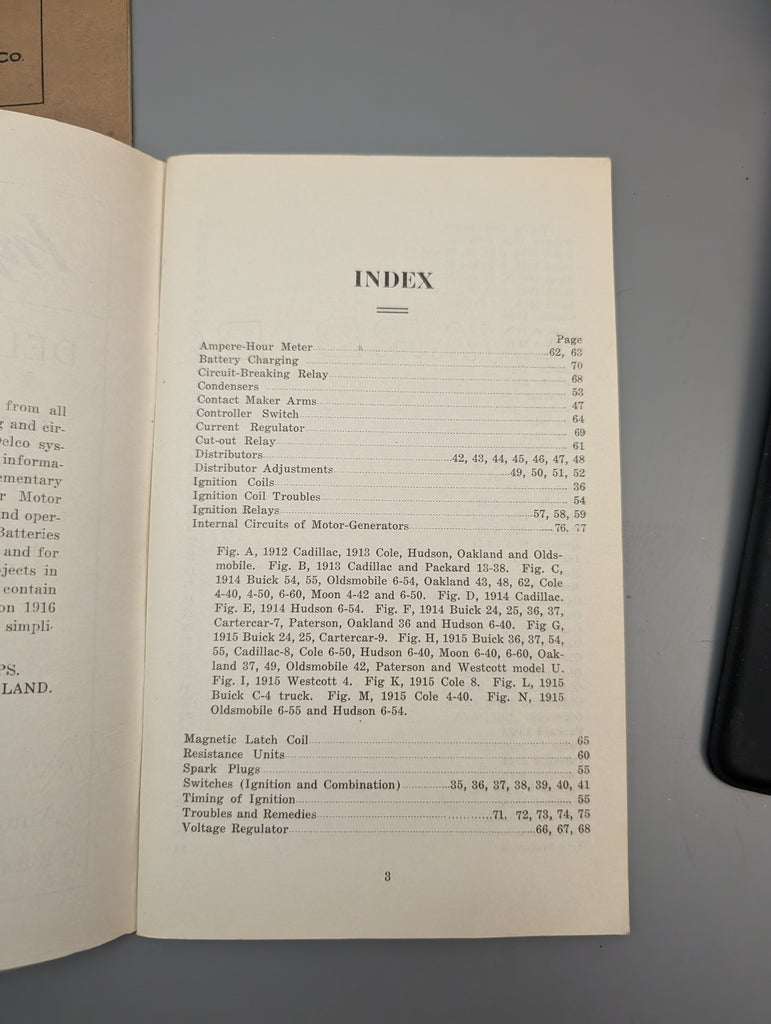 CO.
from all
and cir-
elco sys-
informa-
ementary
r Motor
nd oper-
Batteries
and for
jects in
contain
on 1916
simpli-
PS.
LAND.
INDEX
Page
Ampere-Hour Meter 62, 63
Battery Charging 70
Circuit-Breaking Relay 68
Condensers 53
Contact Maker Arms 47
Controller Switch 64
Current Regulator 69
Cut-out Relay 61
Distributors 42, 43, 44, 45, 46, 47, 48
Distributor Adjustments 49, 50, 51, 52
Ignition Coils 36
Ignition Coil Troubles 54
Ignition Relays 57, 58, 59
Internal Circuits of Motor-Generators 76, 77
Fig. A, 1912 Cadillac, 1913 Cole, Hudson, Oakland and Olds-
mobile. Fig. B, 1913 Cadillac and Packard 13-38. Fig. C,
1914 Buick 54, 55, Oldsmobile 6-54, Oakland 43, 48, 62, Cole
4-40, 4-50, 6-60, Moon 4-42 and 6-50. Fig. D, 1914 Cadillac.
Fig. E, 1914 Hudson 6-54. Fig. F, 1914 Buick 24, 25, 36, 37,
Cartercar-7, Paterson, Oakland 36 and Hudson 6-40. Fig G,
1915 Buick 24, 25, Cartercar-9. Fig. H, 1915 Buick 36, 37, 54,
55, Cadillac-8, Cole 6-50, Hudson 6-40, Moon 6-40, 6-60, Oak-
land 37, 49, Oldsmobile 42, Paterson and Westcott model U.
Fig. I, 1915 Westcott 4. Fig K, 1915 Cole 8. Fig. L, 1915
Buick C-4 truck. Fig. M, 1915 Cole 4-40. Fig. N, 1915
Oldsmobile 6-55 and Hudson 6-54.
Magnetic Latch Coil 65
Resistance Units 60
Spark Plugs 55
Switches (Ignition and Combination) 35, 36, 37, 38, 39, 40, 41
Timing of Ignition 55
Troubles and Remedies 71, 72, 73, 74, 75
Voltage Regulator 66, 67, 68
3